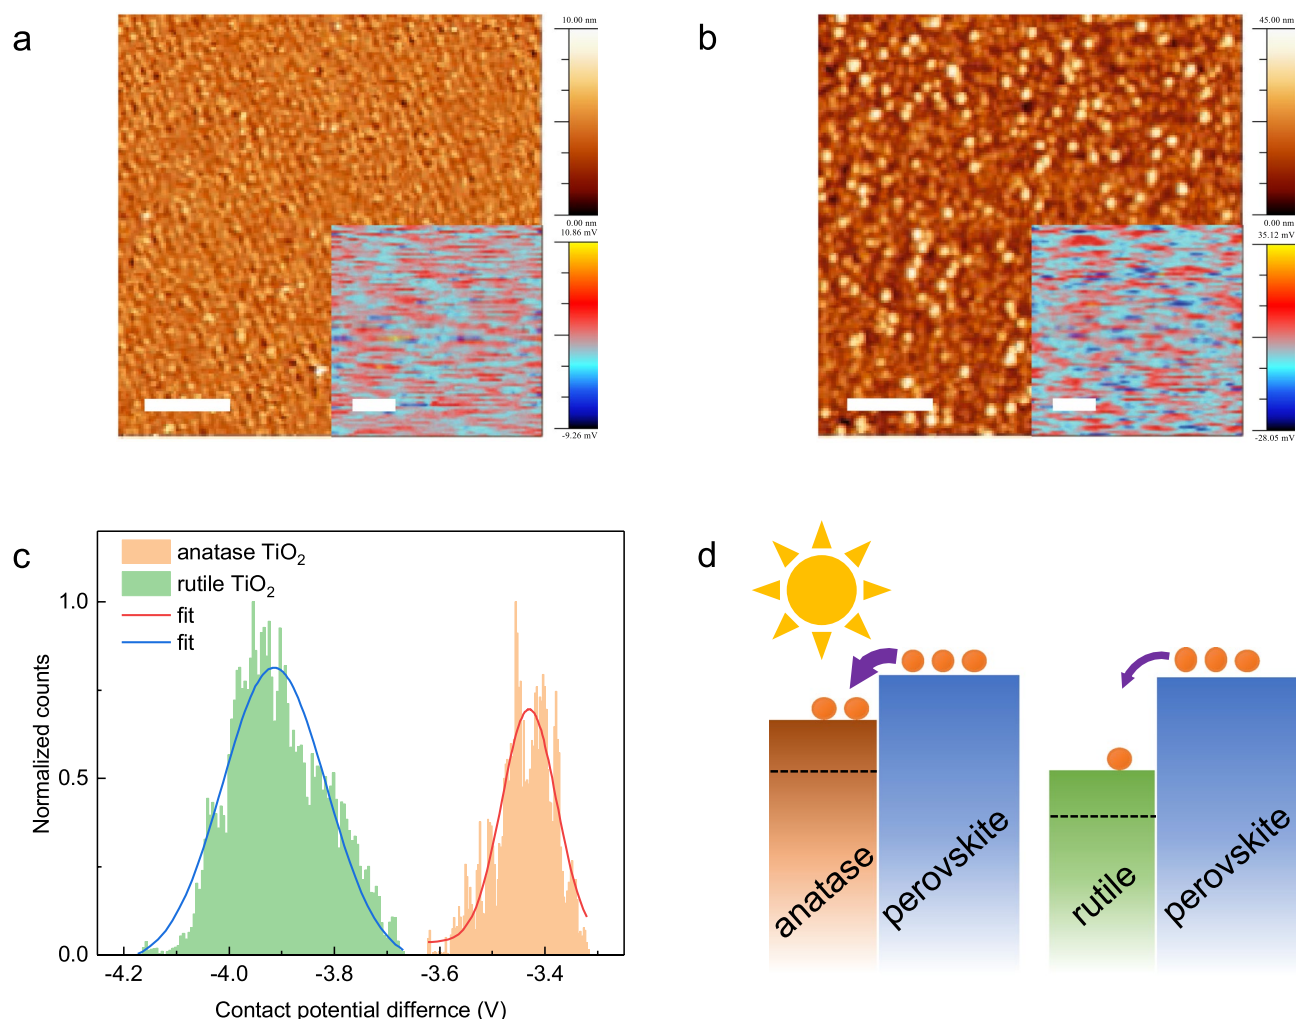 a
10.00 nm
0.00 nm
10.86 mV
-9.26 mV
b
45.00 nm
0.00 nm
35.12 mV
-28.05 mV
c
anatase TiO2
rutile TiO2
fit
fit
1.0
0.5
0.0
Normalized counts
-4.2
-4.0
-3.8
-3.6
-3.4
Contact potential differnce (V)
d
anatase
perovskite
rutile
perovskite